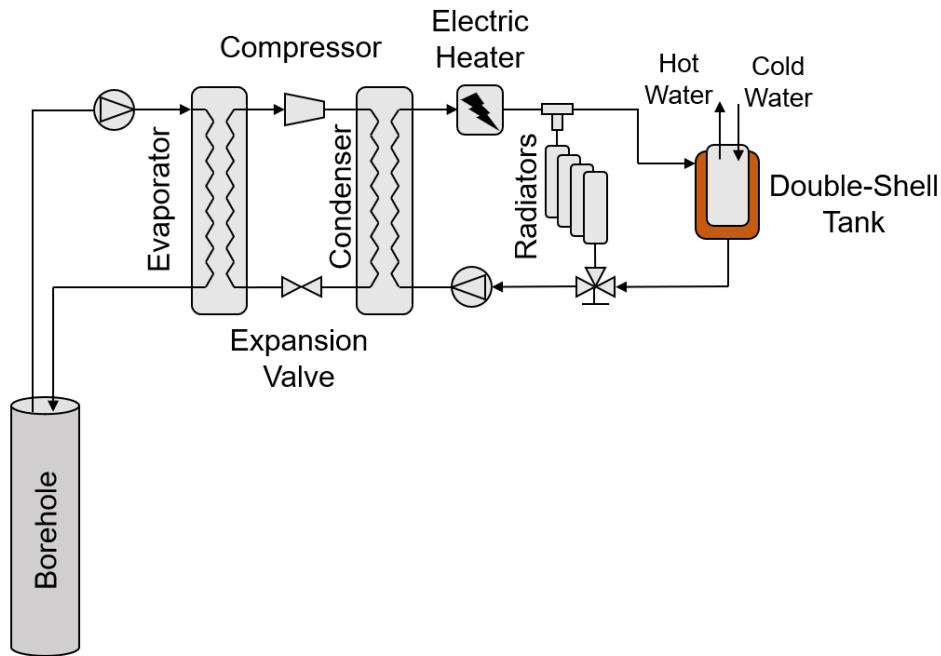 Electric
Heater
Compressor
Hot
Water
Cold
Water
Evaporator
Condenser
Radiators
Double-Shell
Tank
Expansion
Valve
Borehole